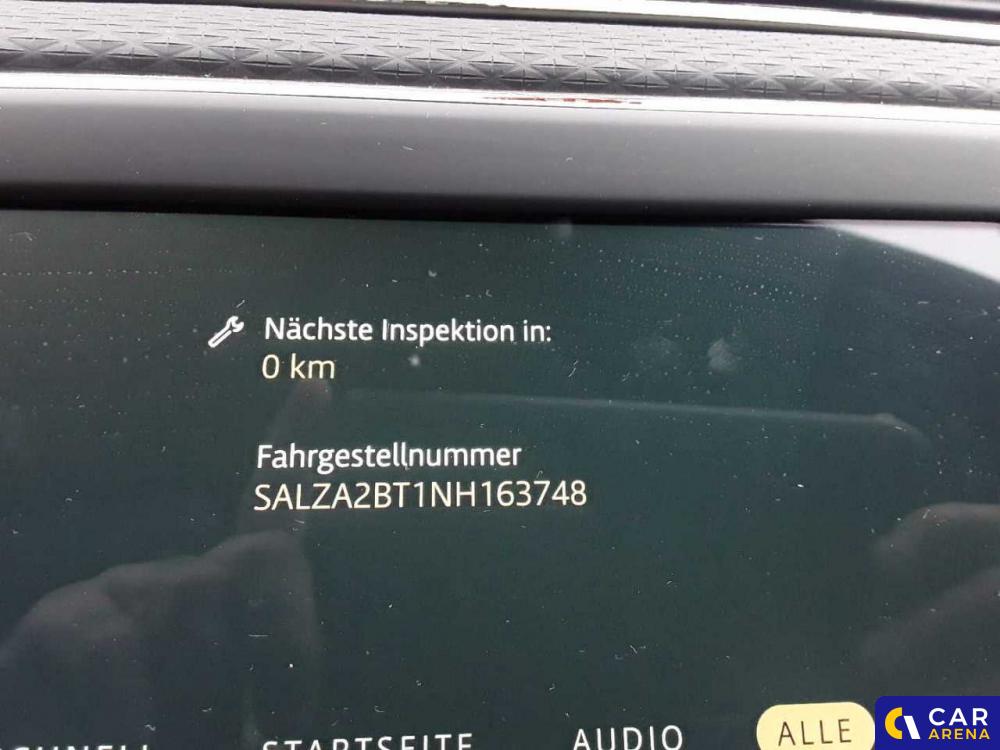 Nächste Inspektion in:
0 km
Fahrgestellnummer
SALZA2BT1NH163748
STARTSEITE
AUDIO
ALLE
CAR
ARENA